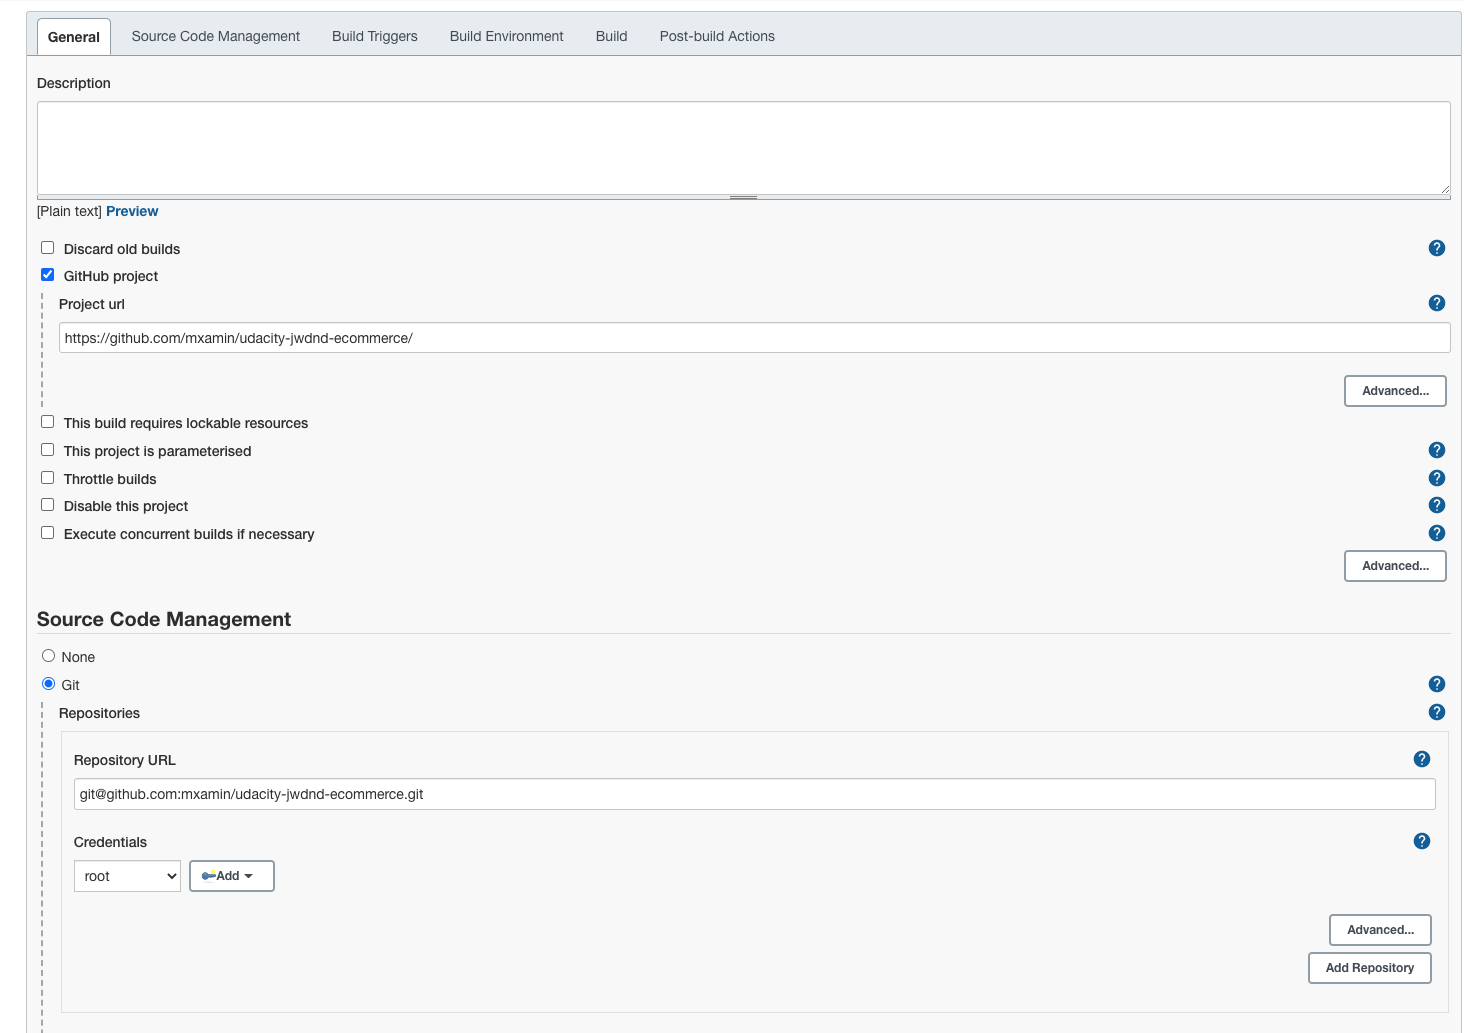 General Source Code Management Build Triggers Build Environment Build Post-build Actions
Description
[Plain text] Preview
Discard old builds ?
GitHub project
Project url ?
https://github.com/mxamin/udacity-jwdnd-ecommerce/
Advanced...
This build requires lockable resources
This project is parameterised ?
Throttle builds ?
Disable this project ?
Execute concurrent builds if necessary ?
Advanced...
Source Code Management
None
Git ?
Repositories ?
Repository URL ?
git@github.com:mxamin/udacity-jwdnd-ecommerce.git
Credentials ?
root Add
Advanced...
Add Repository